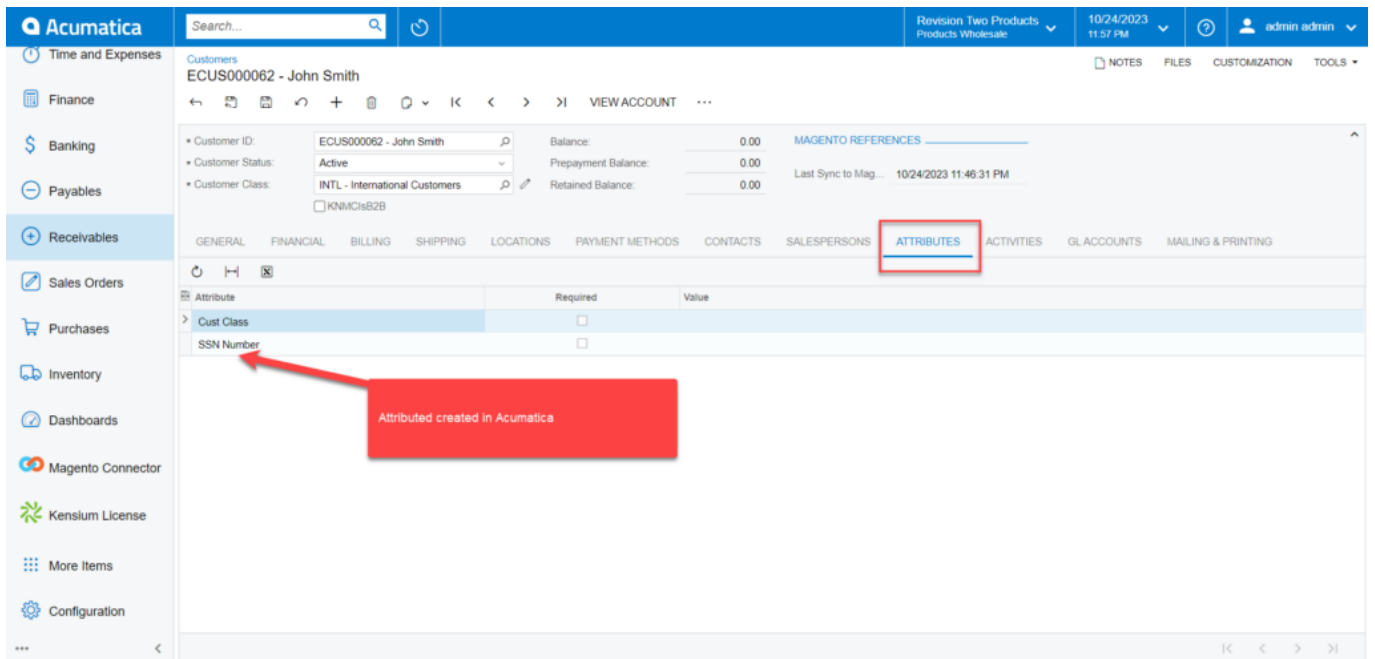 Acumatica
Search...
Revision Two Products
Products Wholesale
10/24/2023
11:57 PM
admin admin
Time and Expenses
Finance
Banking
Payables
Receivables
Sales Orders
Purchases
Inventory
Dashboards
Magento Connector
Kensium License
More Items
Configuration
Customers
ECUS000062 - John Smith
NOTES FILES CUSTOMIZATION TOOLS
VIEW ACCOUNT
Customer ID: ECUS000062 - John Smith
Customer Status: Active
Customer Class: INTL - International Customers
KNMCIsB2B
Balance: 0.00
Prepayment Balance: 0.00
Retained Balance: 0.00
MAGENTO REFERENCES
Last Sync to Mag... 10/24/2023 11:46:31 PM
GENERAL FINANCIAL BILLING SHIPPING LOCATIONS PAYMENT METHODS CONTACTS SALESPERSONS ATTRIBUTES ACTIVITIES GL ACCOUNTS MAILING & PRINTING
Attribute Required Value
Cust Class
SSN Number
Attributed created in Acumatica